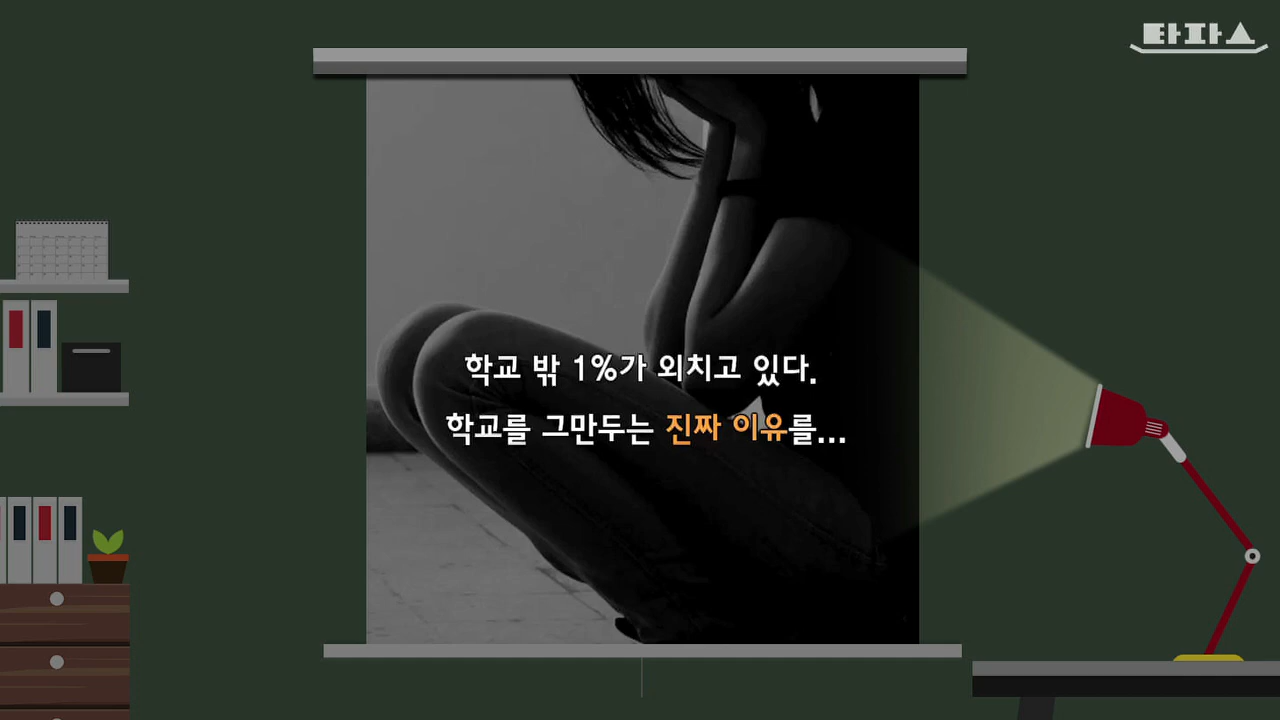 타파스
학교 밖 1%가 외치고 있다.
학교를 그만두는 진짜 이유를...